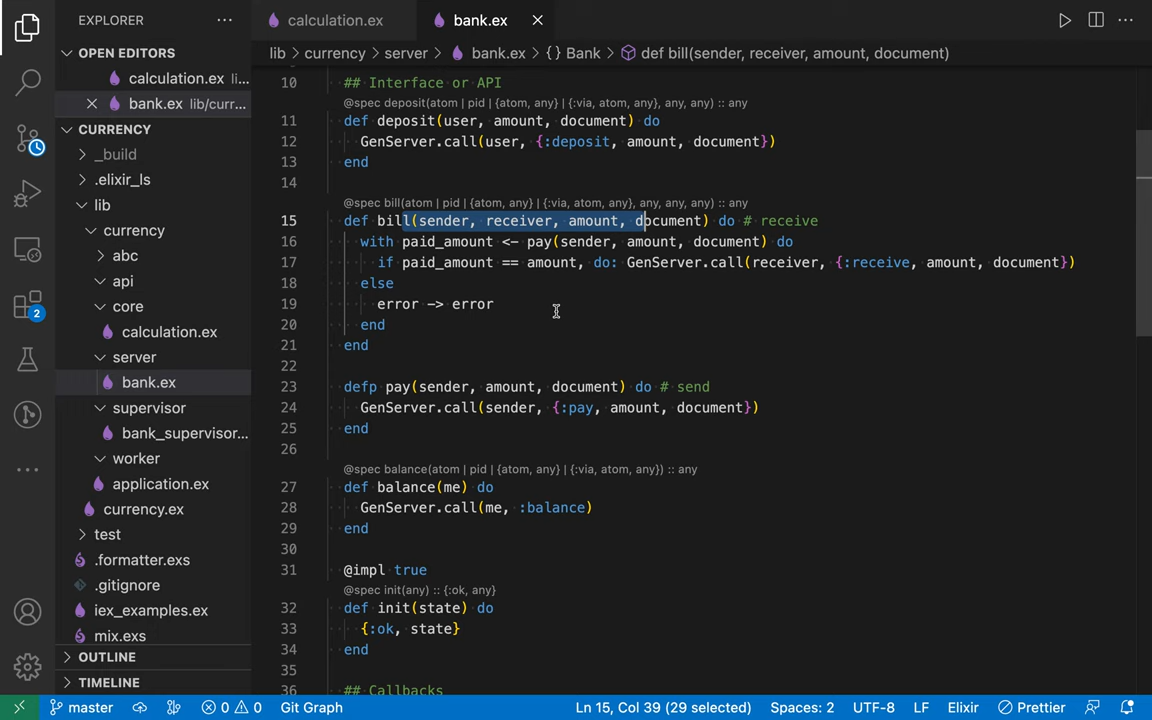 EXPLORER
OPEN EDITORS
calculation.ex li...
bank.ex lib/curr...
CURRENCY
_build
.elixir_ls
lib
currency
abc
api
core
calculation.ex
server
bank.ex
supervisor
bank_supervisor...
worker
application.ex
currency.ex
test
.formatter.exs
.gitignore
iex_examples.ex
mix.exs
OUTLINE
TIMELINE
2
calculation.ex
bank.ex
lib > currency > server > bank.ex > {} Bank > def bill(sender, receiver, amount, document)
10 ## Interface or API
@spec deposit(atom | pid | {atom, any} | {:via, atom, any}, any, any) :: any
11 def deposit(user, amount, document) do
12 GenServer.call(user, {:deposit, amount, document})
13 end
14
@spec bill(atom | pid | {atom, any} | {:via, atom, any}, any, any, any) :: any
15 def bill(sender, receiver, amount, document) do # receive
16 with paid_amount <- pay(sender, amount, document) do
17 if paid_amount == amount, do: GenServer.call(receiver, {:receive, amount, document})
18 else
19 error -> error
20 end
21 end
22
23 defp pay(sender, amount, document) do # send
24 GenServer.call(sender, {:pay, amount, document})
25 end
26
@spec balance(atom | pid | {atom, any} | {:via, atom, any}) :: any
27 def balance(me) do
28 GenServer.call(me, :balance)
29 end
30
31 @impl true
@spec init(any) :: {:ok, any}
32 def init(state) do
33 {:ok, state}
34 end
35
36 ## Callbacks
master 0 0 Git Graph Ln 15, Col 39 (29 selected) Spaces: 2 UTF-8 LF Elixir Prettier